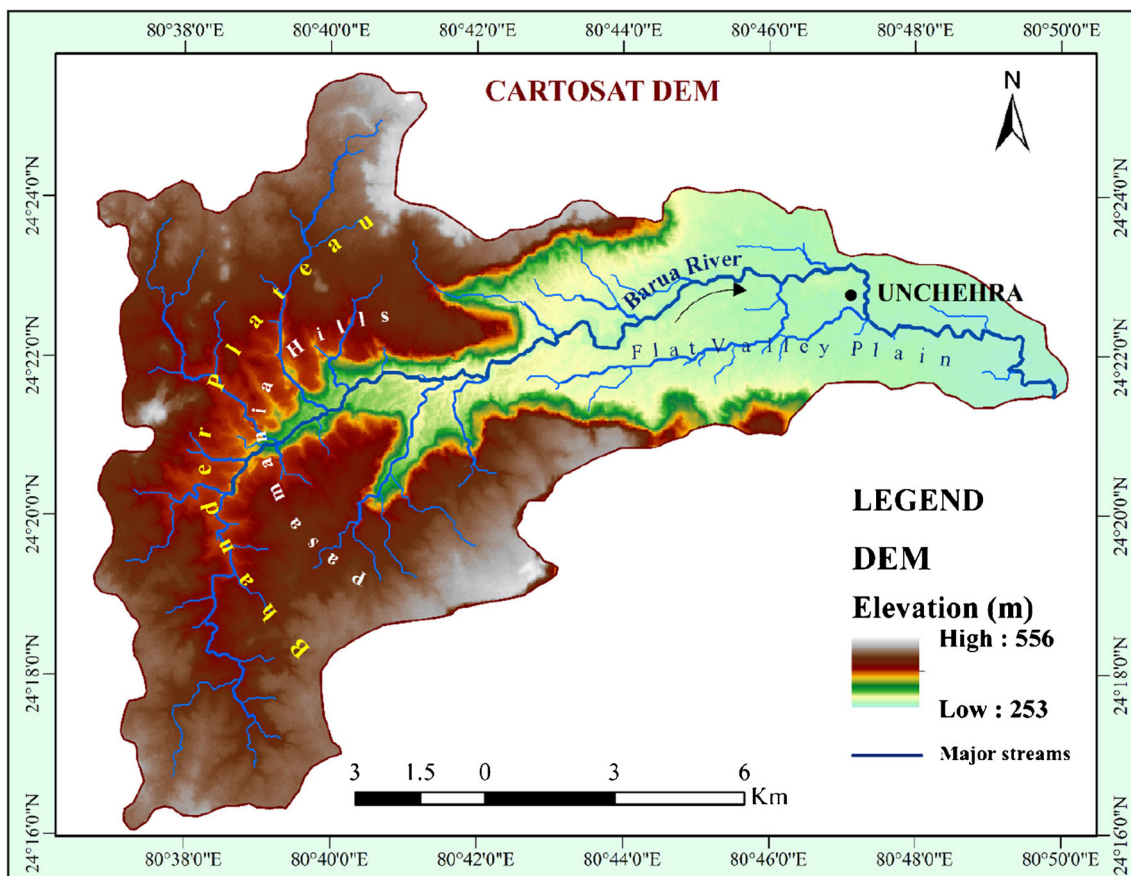 80°38'0"E
80°40'0"E
80°42'0"E
80°44'0"E
80°46'0"E
80°48'0"E
80°50'0"E
CARTOSAT DEM
N
24°24'0"N
24°24'0"N
Bhander Plateau
Barua River
UNCHEHRA
Pasamania Hills
Flat Valley Plain
24°22'0"N
24°22'0"N
24°20'0"N
24°20'0"N
LEGEND
DEM
Elevation (m)
High : 556
Low : 253
Major streams
24°18'0"N
24°18'0"N
3 1.5 0 3 6
Km
24°16'0"N
24°16'0"N
80°38'0"E
80°40'0"E
80°42'0"E
80°44'0"E
80°46'0"E
80°48'0"E
80°50'0"E